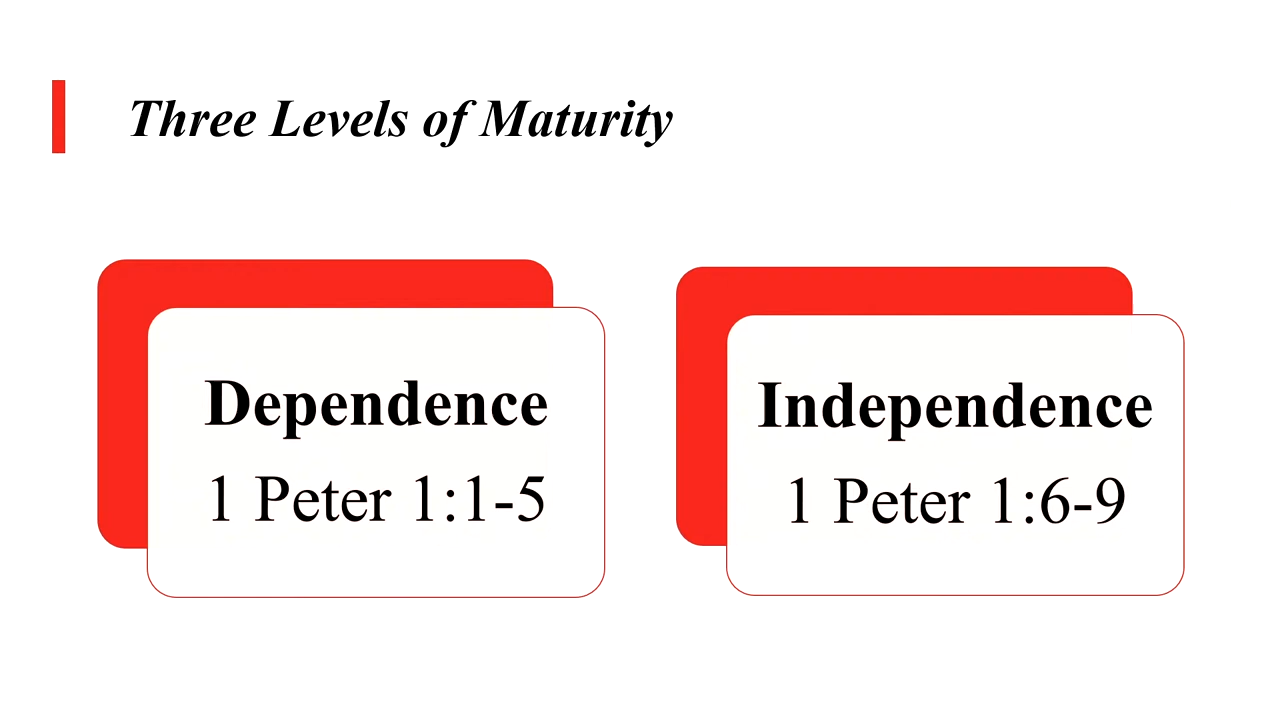 Three Levels of Maturity
Dependence
1 Peter 1:1-5
Independence
1 Peter 1:6-9